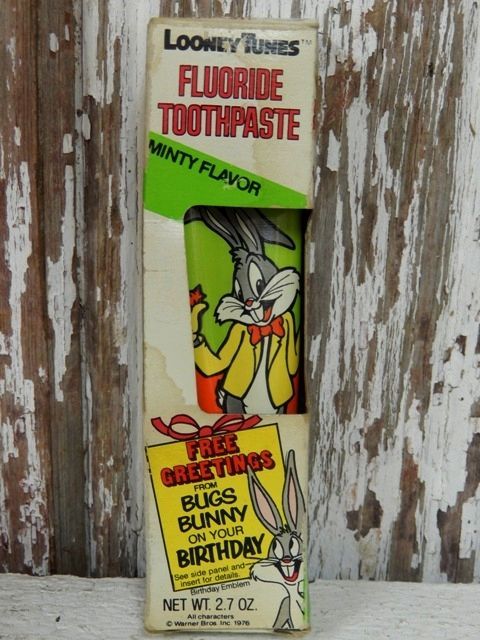 LOONEY TUNES™
FLUORIDE
TOOTHPASTE
MINTY FLAVOR
FREE
GREETINGS
FROM
BUGS
BUNNY
ON YOUR
BIRTHDAY
See side panel and
insert for details.
Birthday Emblem
NET WT. 2.7 OZ.
All characters
© Warner Bros. Inc. 1976